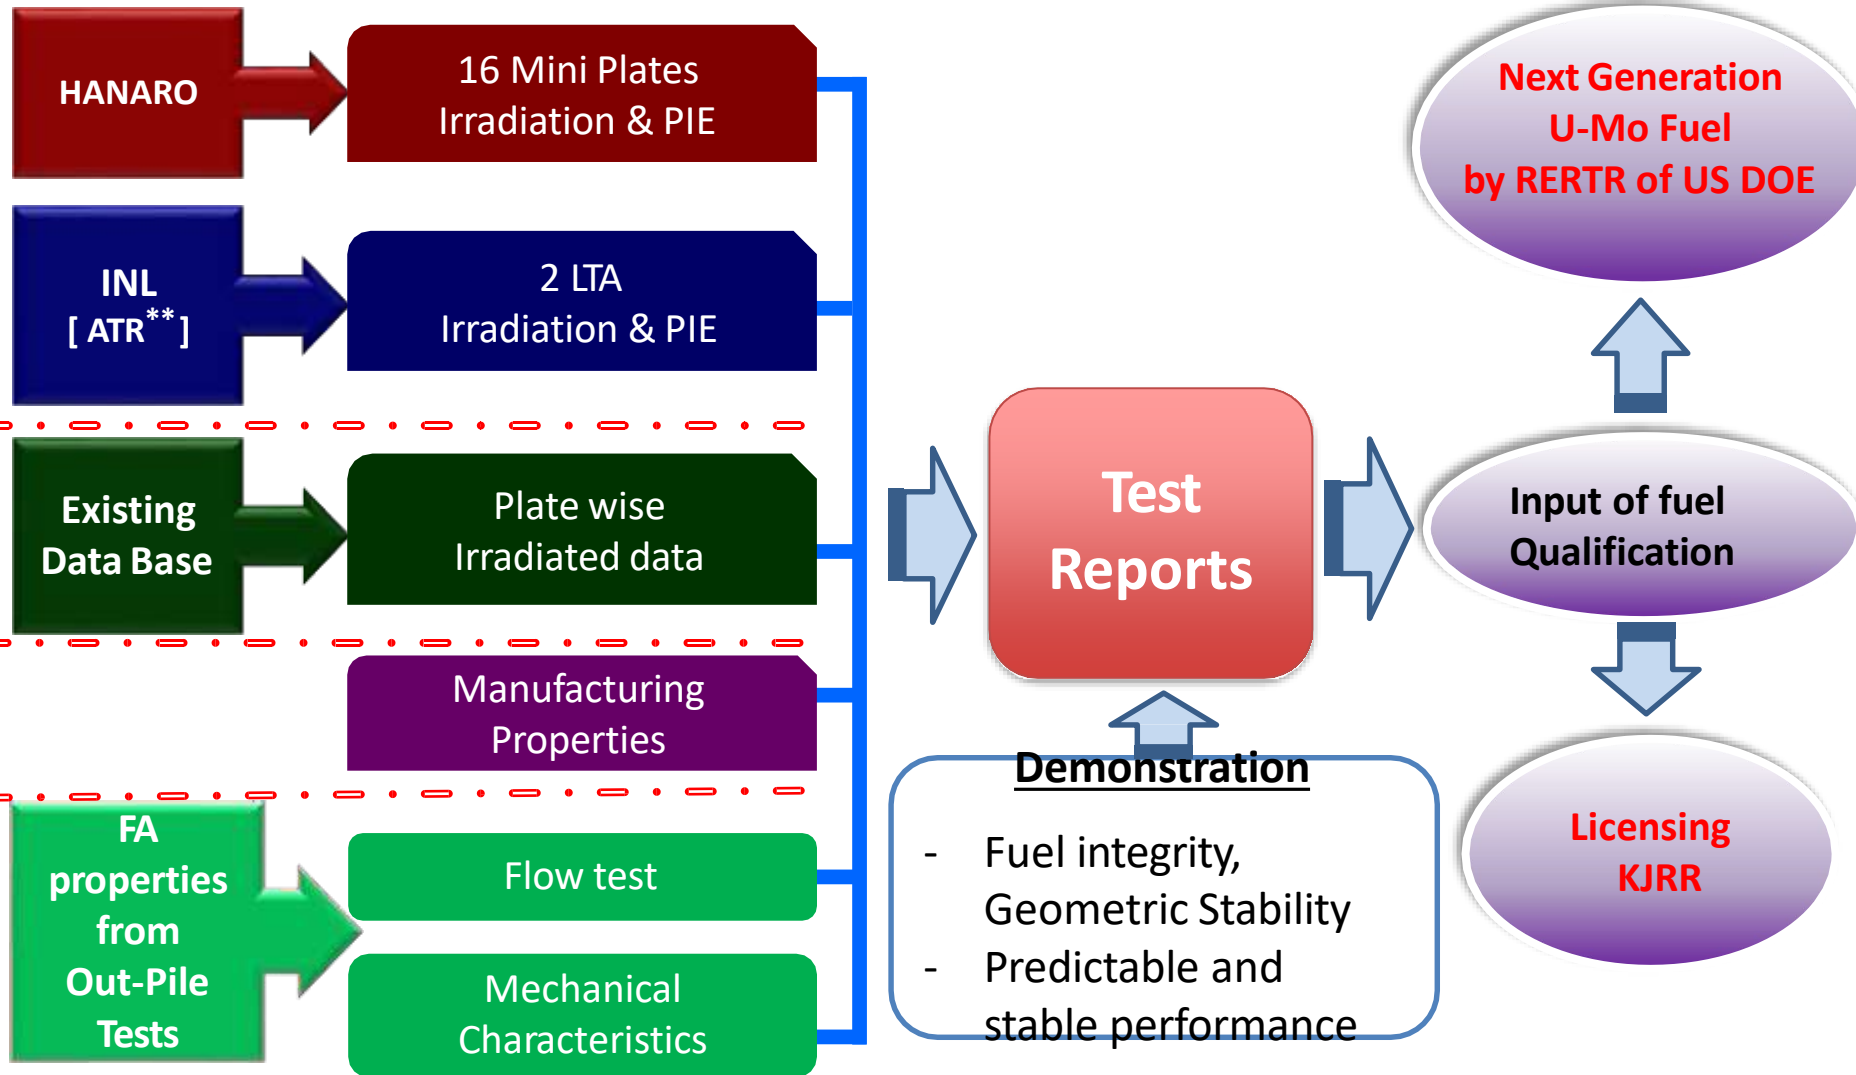 HANARO
16 Mini Plates
Irradiation & PIE
INL
[ ATR** ]
2 LTA
Irradiation & PIE
Existing
Data Base
Plate wise
Irradiated data
Manufacturing
Properties
FA
properties
from
Out-Pile
Tests
Flow test
Mechanical
Characteristics
Test
Reports
Demonstration
- Fuel integrity,
Geometric Stability
- Predictable and
stable performance
Next Generation
U-Mo Fuel
by RERTR of US DOE
Input of fuel
Qualification
Licensing
KJRR